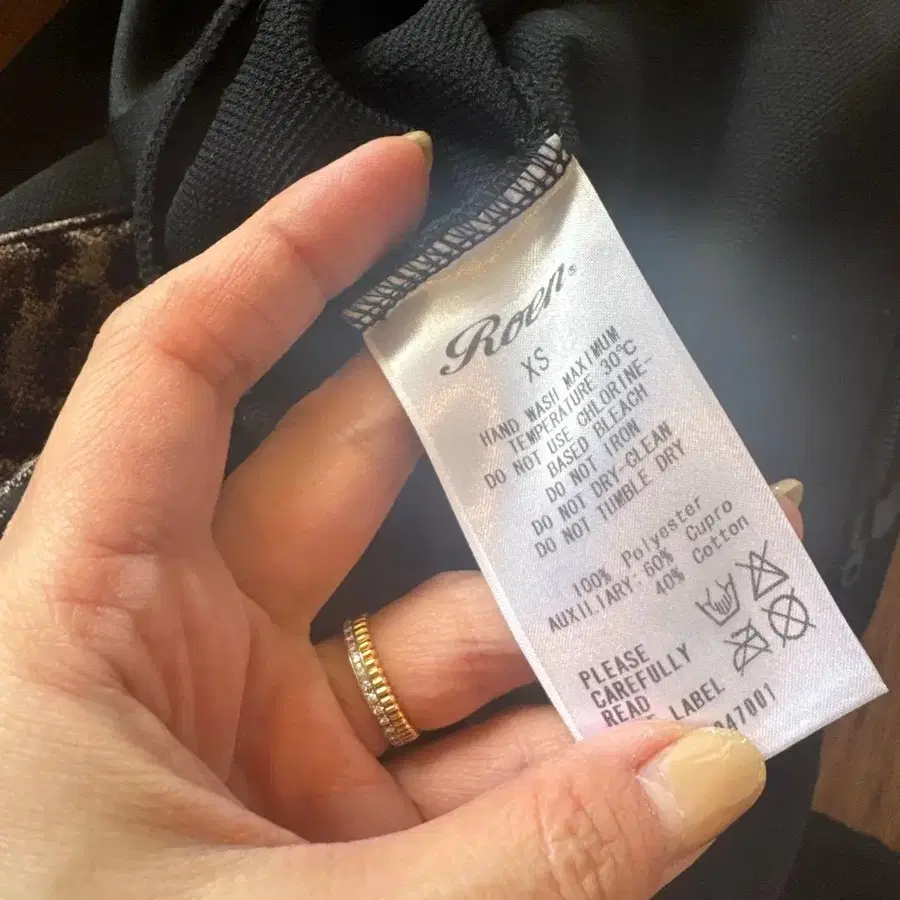 Roen®
XS
HAND WASH MAXIMUM
TEMPERATURE 30℃
DO NOT USE CHLORINE-
BASED BLEACH
DO NOT IRON
DO NOT DRY-CLEAN
DO NOT TUMBLE DRY
100% Polyester
AUXILIARY:60% Cupro
40% Cotton
PLEASE
CAREFULLY
READ
LABEL
47001